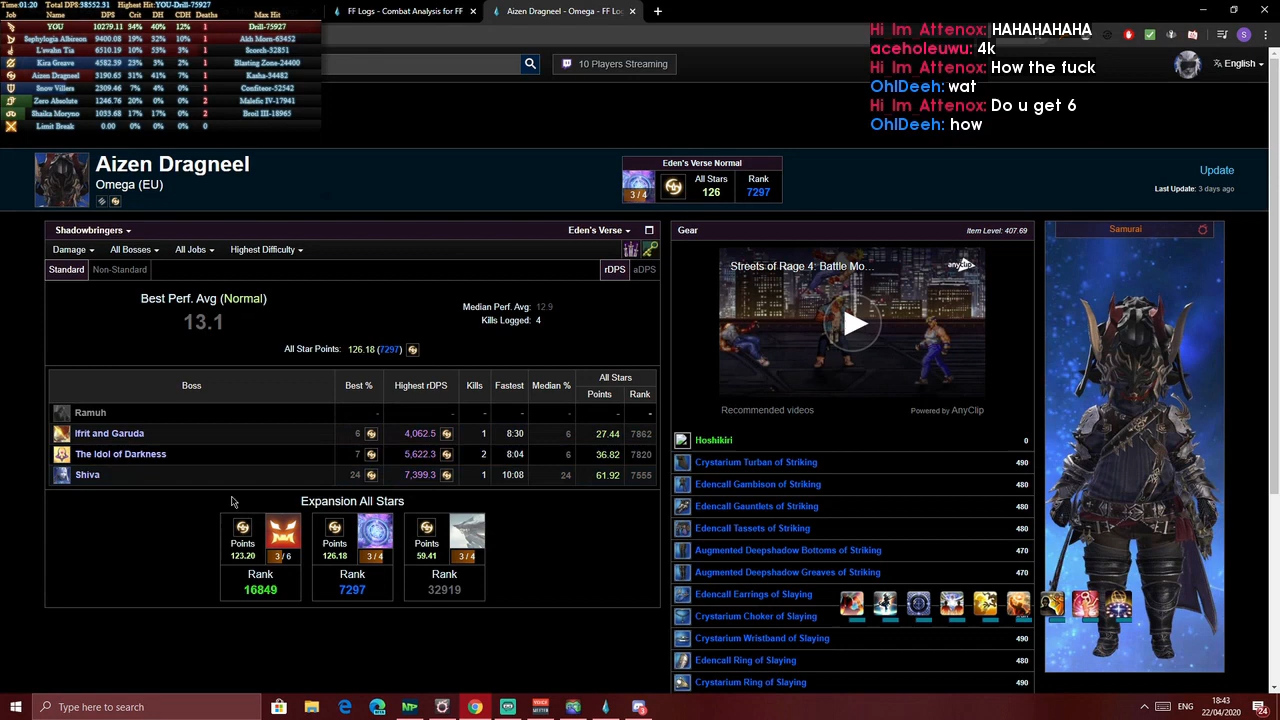 Time:01:20 Total DPS:38552.31 Highest Hit:YOU-Drill-75927
Job Name DPS Crit DH CDH Deaths Max Hit
YOU 10279.11 34% 40% 12% 1 Drill-75927
Sephylogia Albireon 9400.08 19% 32% 10% 1 Akh Morn-63452
L'swahn Tia 6510.19 10% 53% 3% 1 Scorch-52851
Kira Greave 4582.39 23% 3% 2% 1 Blasting Zone-24400
Aizen Dragneel 3190.65 31% 41% 7% 1 Kasha-54482
Snow Villers 2309.46 7% 4% 0% 1 Confiteor-52542
Zero Absolute 1246.76 20% 0% 0% 2 Malefic IV-17941
Shaika Moryno 1033.68 17% 17% 0% 2 Broil III-18965
Limit Break 0.00 0% 0% 0% 0
FF Logs - Combat Analysis for FF
Aizen Dragneel - Omega (EU) -
10 Players Streaming
English
Hi Im Attenox: HAHAHAHAHA
aceholeuwu: 4k
Hi Im Attenox: How the fuck
OhIDeeh: wat
Hi Im Attenox: Do u get 6
OhIDeeh: how
Aizen Dragneel
Omega (EU)
Eden's Verse Normal
3 / 4
All Stars
126
Rank
7297
Update
Last Update: 3 days ago
Shadowbringers
Eden's Verse
Damage All Bosses All Jobs Highest Difficulty
Standard Non-Standard rDPS aDPS
Best Perf. Avg (Normal)
13.1
Median Perf. Avg: 12.9
Kills Logged: 4
All Star Points: 126.18 (7297)
Boss Best % Highest rDPS Kills Fastest Median % All Stars
Points Rank
Ramuh - - - - - - -
Ifrit and Garuda 6 4,062.5 1 8:30 6 27.44 7862
The Idol of Darkness 7 5,622.3 2 8:04 6 36.82 7820
Shiva 24 7,399.3 1 10:08 24 61.92 7555
Expansion All Stars
Points 123.20 3 / 6
Rank
16849
Points 126.18 3 / 4
Rank
7297
Points 59.41 3 / 4
Rank
32919
Gear Item Level: 407.69
Streets of Rage 4: Battle Mo...
anyclip
Recommended videos
Powered by AnyClip
Hoshikiri 0
Crystarium Turban of Striking 490
Edencall Gambison of Striking 480
Edencall Gauntlets of Striking 480
Edencall Tassets of Striking 480
Augmented Deepshadow Bottoms of Striking 470
Augmented Deepshadow Greaves of Striking 470
Edencall Earrings of Slaying
Crystarium Choker of Slaying
Crystarium Wristband of Slaying 490
Edencall Ring of Slaying 480
Crystarium Ring of Slaying 490
Samurai
Type here to search
ENG
18:43
22/04/2020
24